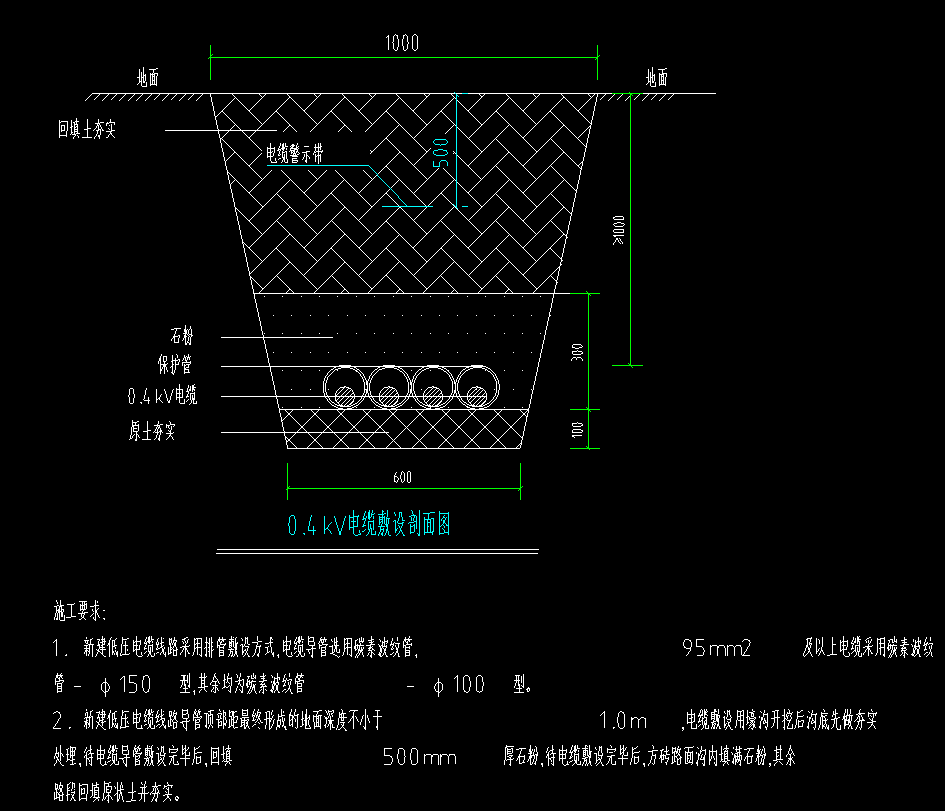 1000
地面
地面
回填土夯实
电缆警示带
500
≥1000
石粉
保护管
300
0.4kV电缆
原土夯实
100
600
0.4kV电缆敷设剖面图
施工要求:
1. 新建低压电缆线路采用排管敷设方式,电缆导管选用碳素波纹管, 95mm2 及以上电缆采用碳素波纹
管 - φ150 型,其余均为碳素波纹管 - φ100 型。
2. 新建低压电缆线路导管顶部距最终形成的地面深度不小于 1.0m ,电缆敷设用壕沟开挖后沟底先做夯实
处理,待电缆导管敷设完毕后,回填 500mm 厚石粉,待电缆敷设完毕后,方砖路面沟内填满石粉,其余
路段回填原状土并夯实。